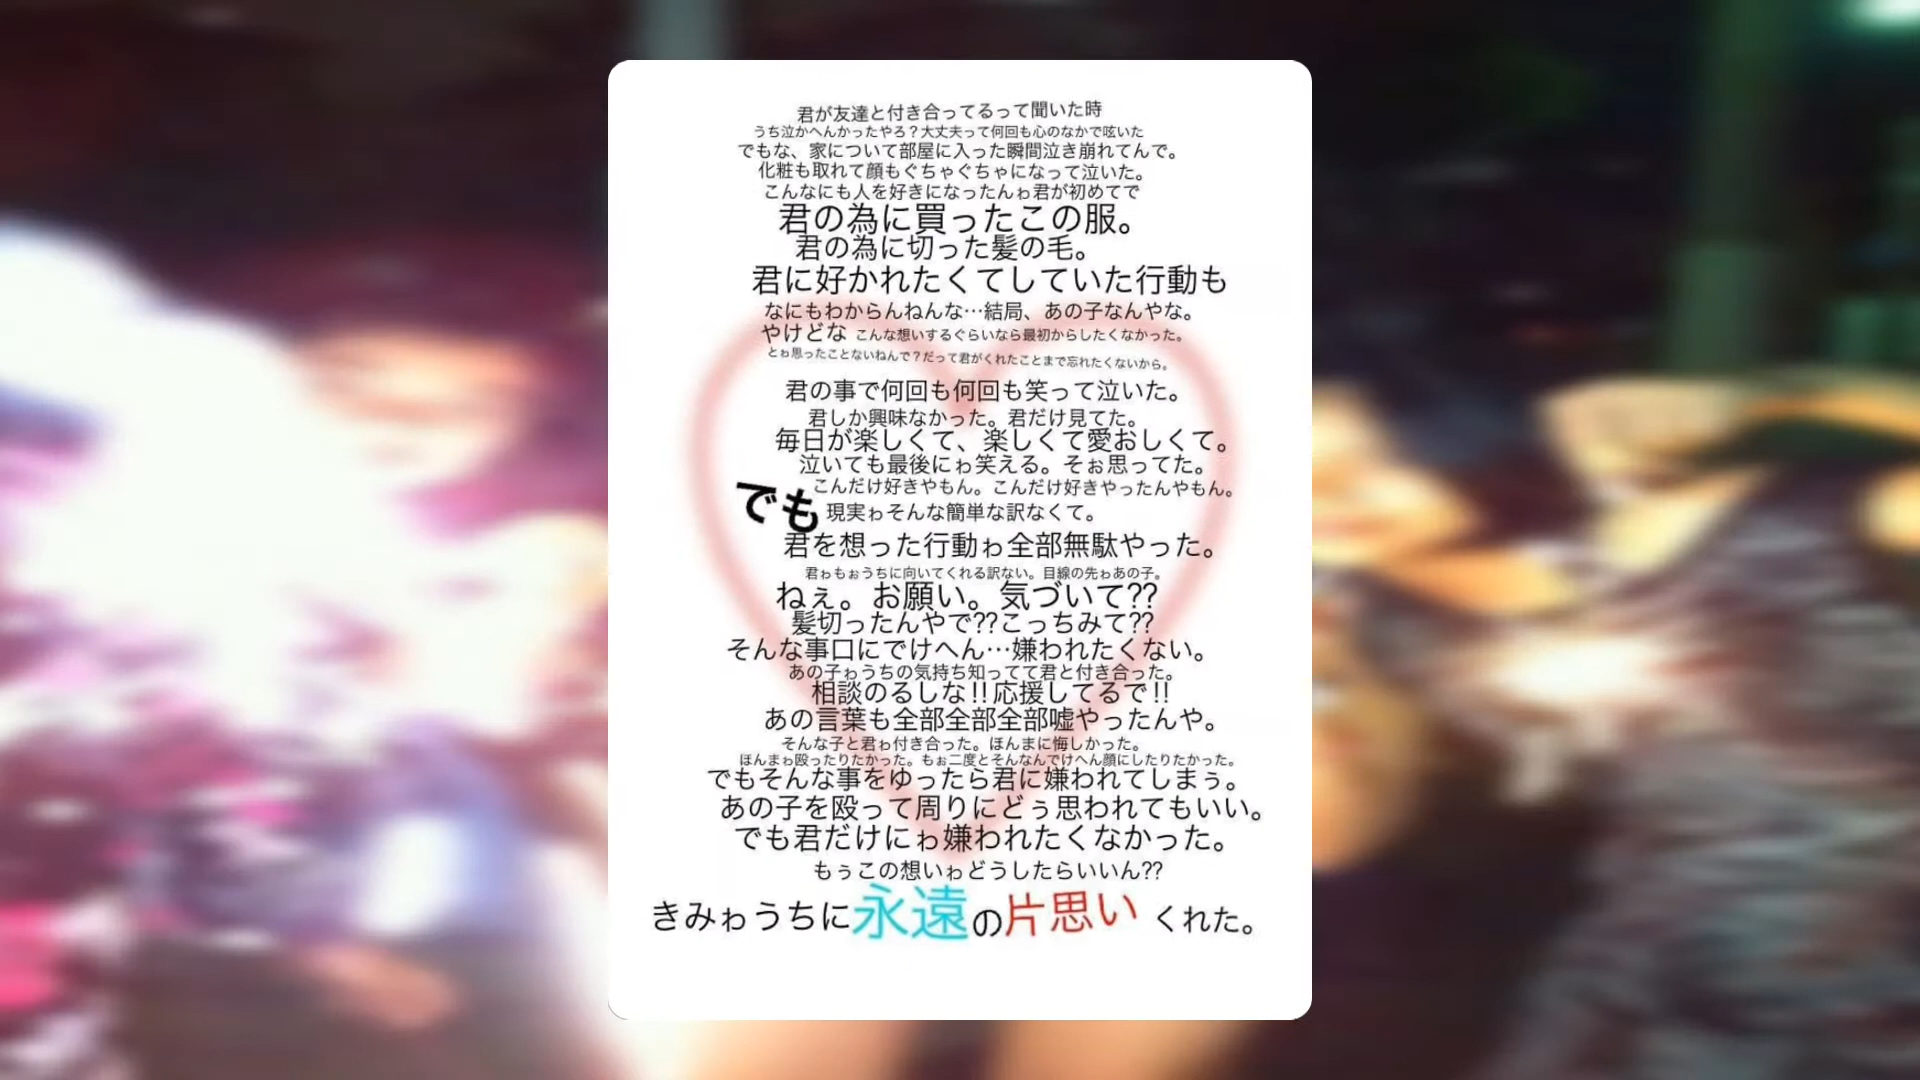 君が友達と付き合ってるって聞いた時
うち泣かへんかったやろ？大丈夫って何回も心のなかで呟いた
でもな、家について部屋に入った瞬間泣き崩れてんで。
化粧も取れて顔もぐちゃぐちゃになって泣いた。
こんなにも人を好きになったんゎ君が初めてで
君の為に買ったこの服。
君の為に切った髪の毛。
君に好かれたくてしていた行動も
なにもわからんねんな…結局、あの子なんやな。
やけどな こんな想いするぐらいなら最初からしたくなかった。
とゎ思ったことないねんで？だって君がくれたことまで忘れたくないから。
君の事で何回も何回も笑って泣いた。
君しか興味なかった。君だけ見てた。
毎日が楽しくて、楽しくて愛おしくて。
泣いても最後にゎ笑える。そぉ思ってた。
こんだけ好きやもん。こんだけ好きやったんやもん。
でも 現実ゎそんな簡単な訳なくて。
君を想った行動ゎ全部無駄やった。
君ゎもぉうちに向いてくれる訳ない。目線の先ゎあの子。
ねぇ。お願い。気づいて??
髪切ったんやで??こっちみて??
そんな事口にでけへん…嫌われたくない。
あの子ゎうちの気持ち知ってて君と付き合った。
相談のるしな!!応援してるで!!
あの言葉も全部全部全部嘘やったんや。
そんな子と君ゎ付き合った。ほんまに悔しかった。
ほんまゎ殴ったりたかった。もぉ二度とそんなんでけへん顔にしたりたかった。
でもそんな事をゆったら君に嫌われてしまぅ。
あの子を殴って周りにどぅ思われてもいい。
でも君だけにゎ嫌われたくなかった。
もぅこの想いゎどうしたらいいん??
きみゎうちに永遠の片思い くれた。